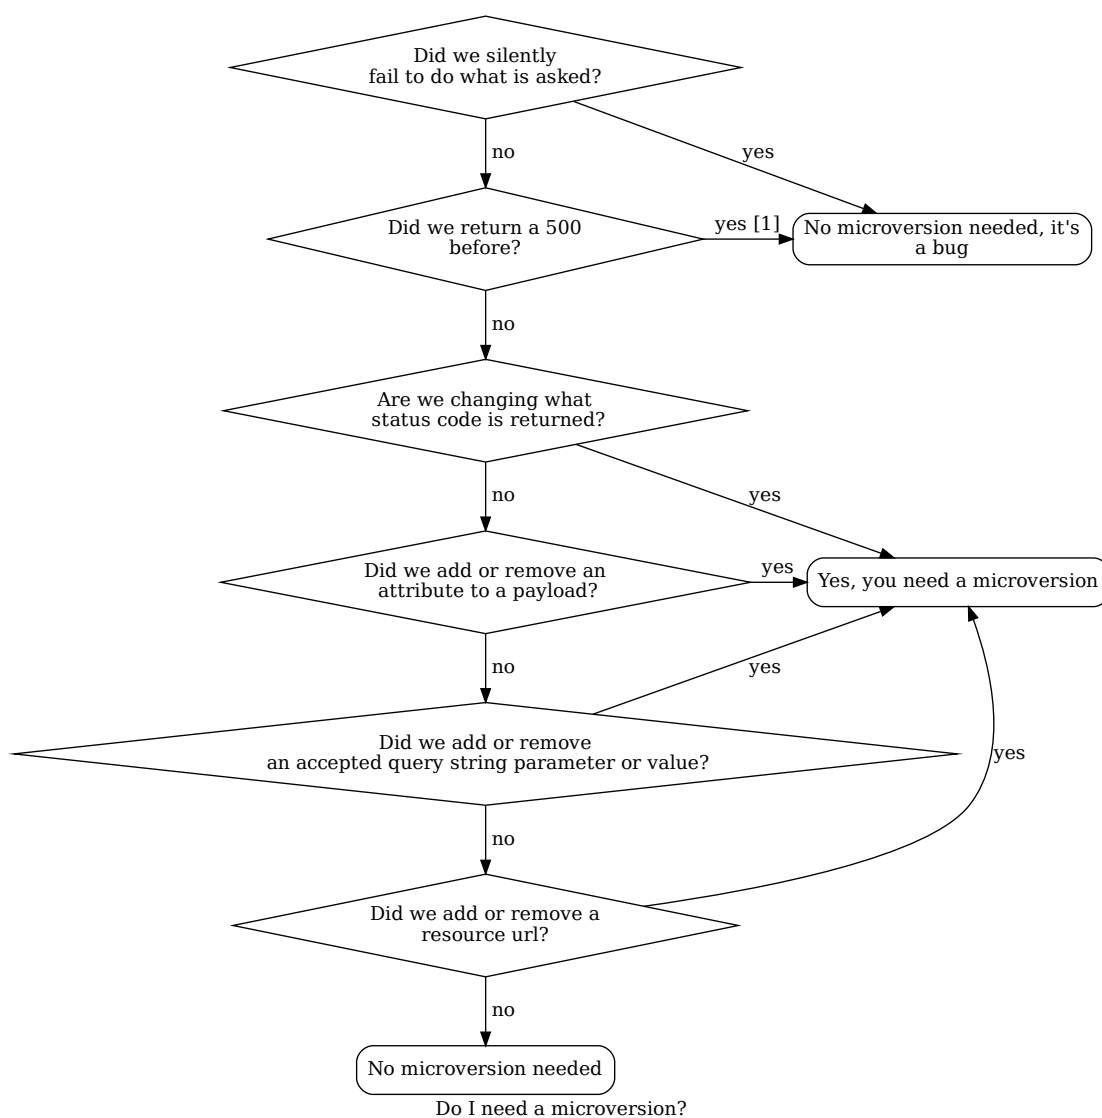 Did we silently
fail to do what is asked?
no
yes
Did we return a 500
before?
yes [1]
No microversion needed, it's
a bug
no
Are we changing what
status code is returned?
no
yes
Did we add or remove an
attribute to a payload?
yes
Yes, you need a microversion
no
yes
Did we add or remove
an accepted query string parameter or value?
yes
no
Did we add or remove a
resource url?
no
No microversion needed
Do I need a microversion?